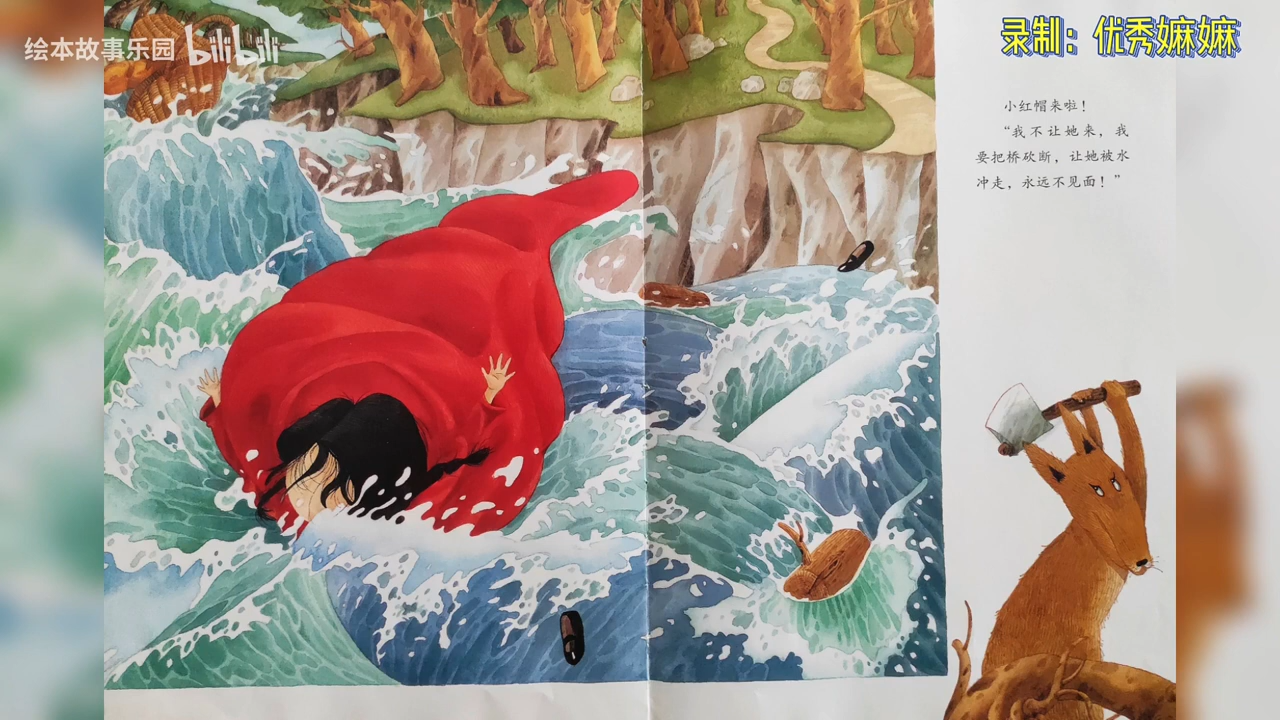 绘本故事乐园 bilibili
录制：优秀嫲嫲
小红帽来啦！
“我不让她来，我
要把桥砍断，让她被水
冲走，永远不见面！”